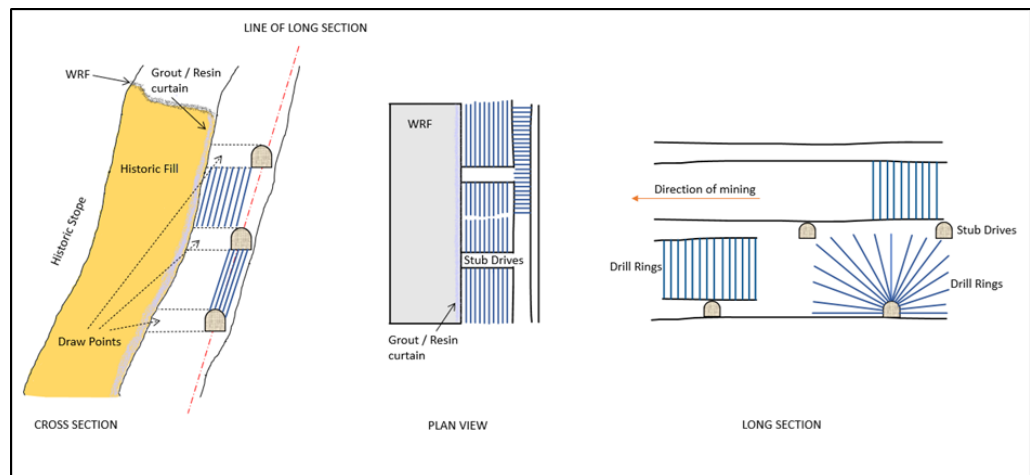 LINE OF LONG SECTION
WRF
Grout / Resin
curtain
Historic Fill
Historic Stope
Draw Points
CROSS SECTION
WRF
Stub Drives
Grout / Resin
curtain
PLAN VIEW
Direction of mining
Stub Drives
Drill Rings
Drill Rings
LONG SECTION